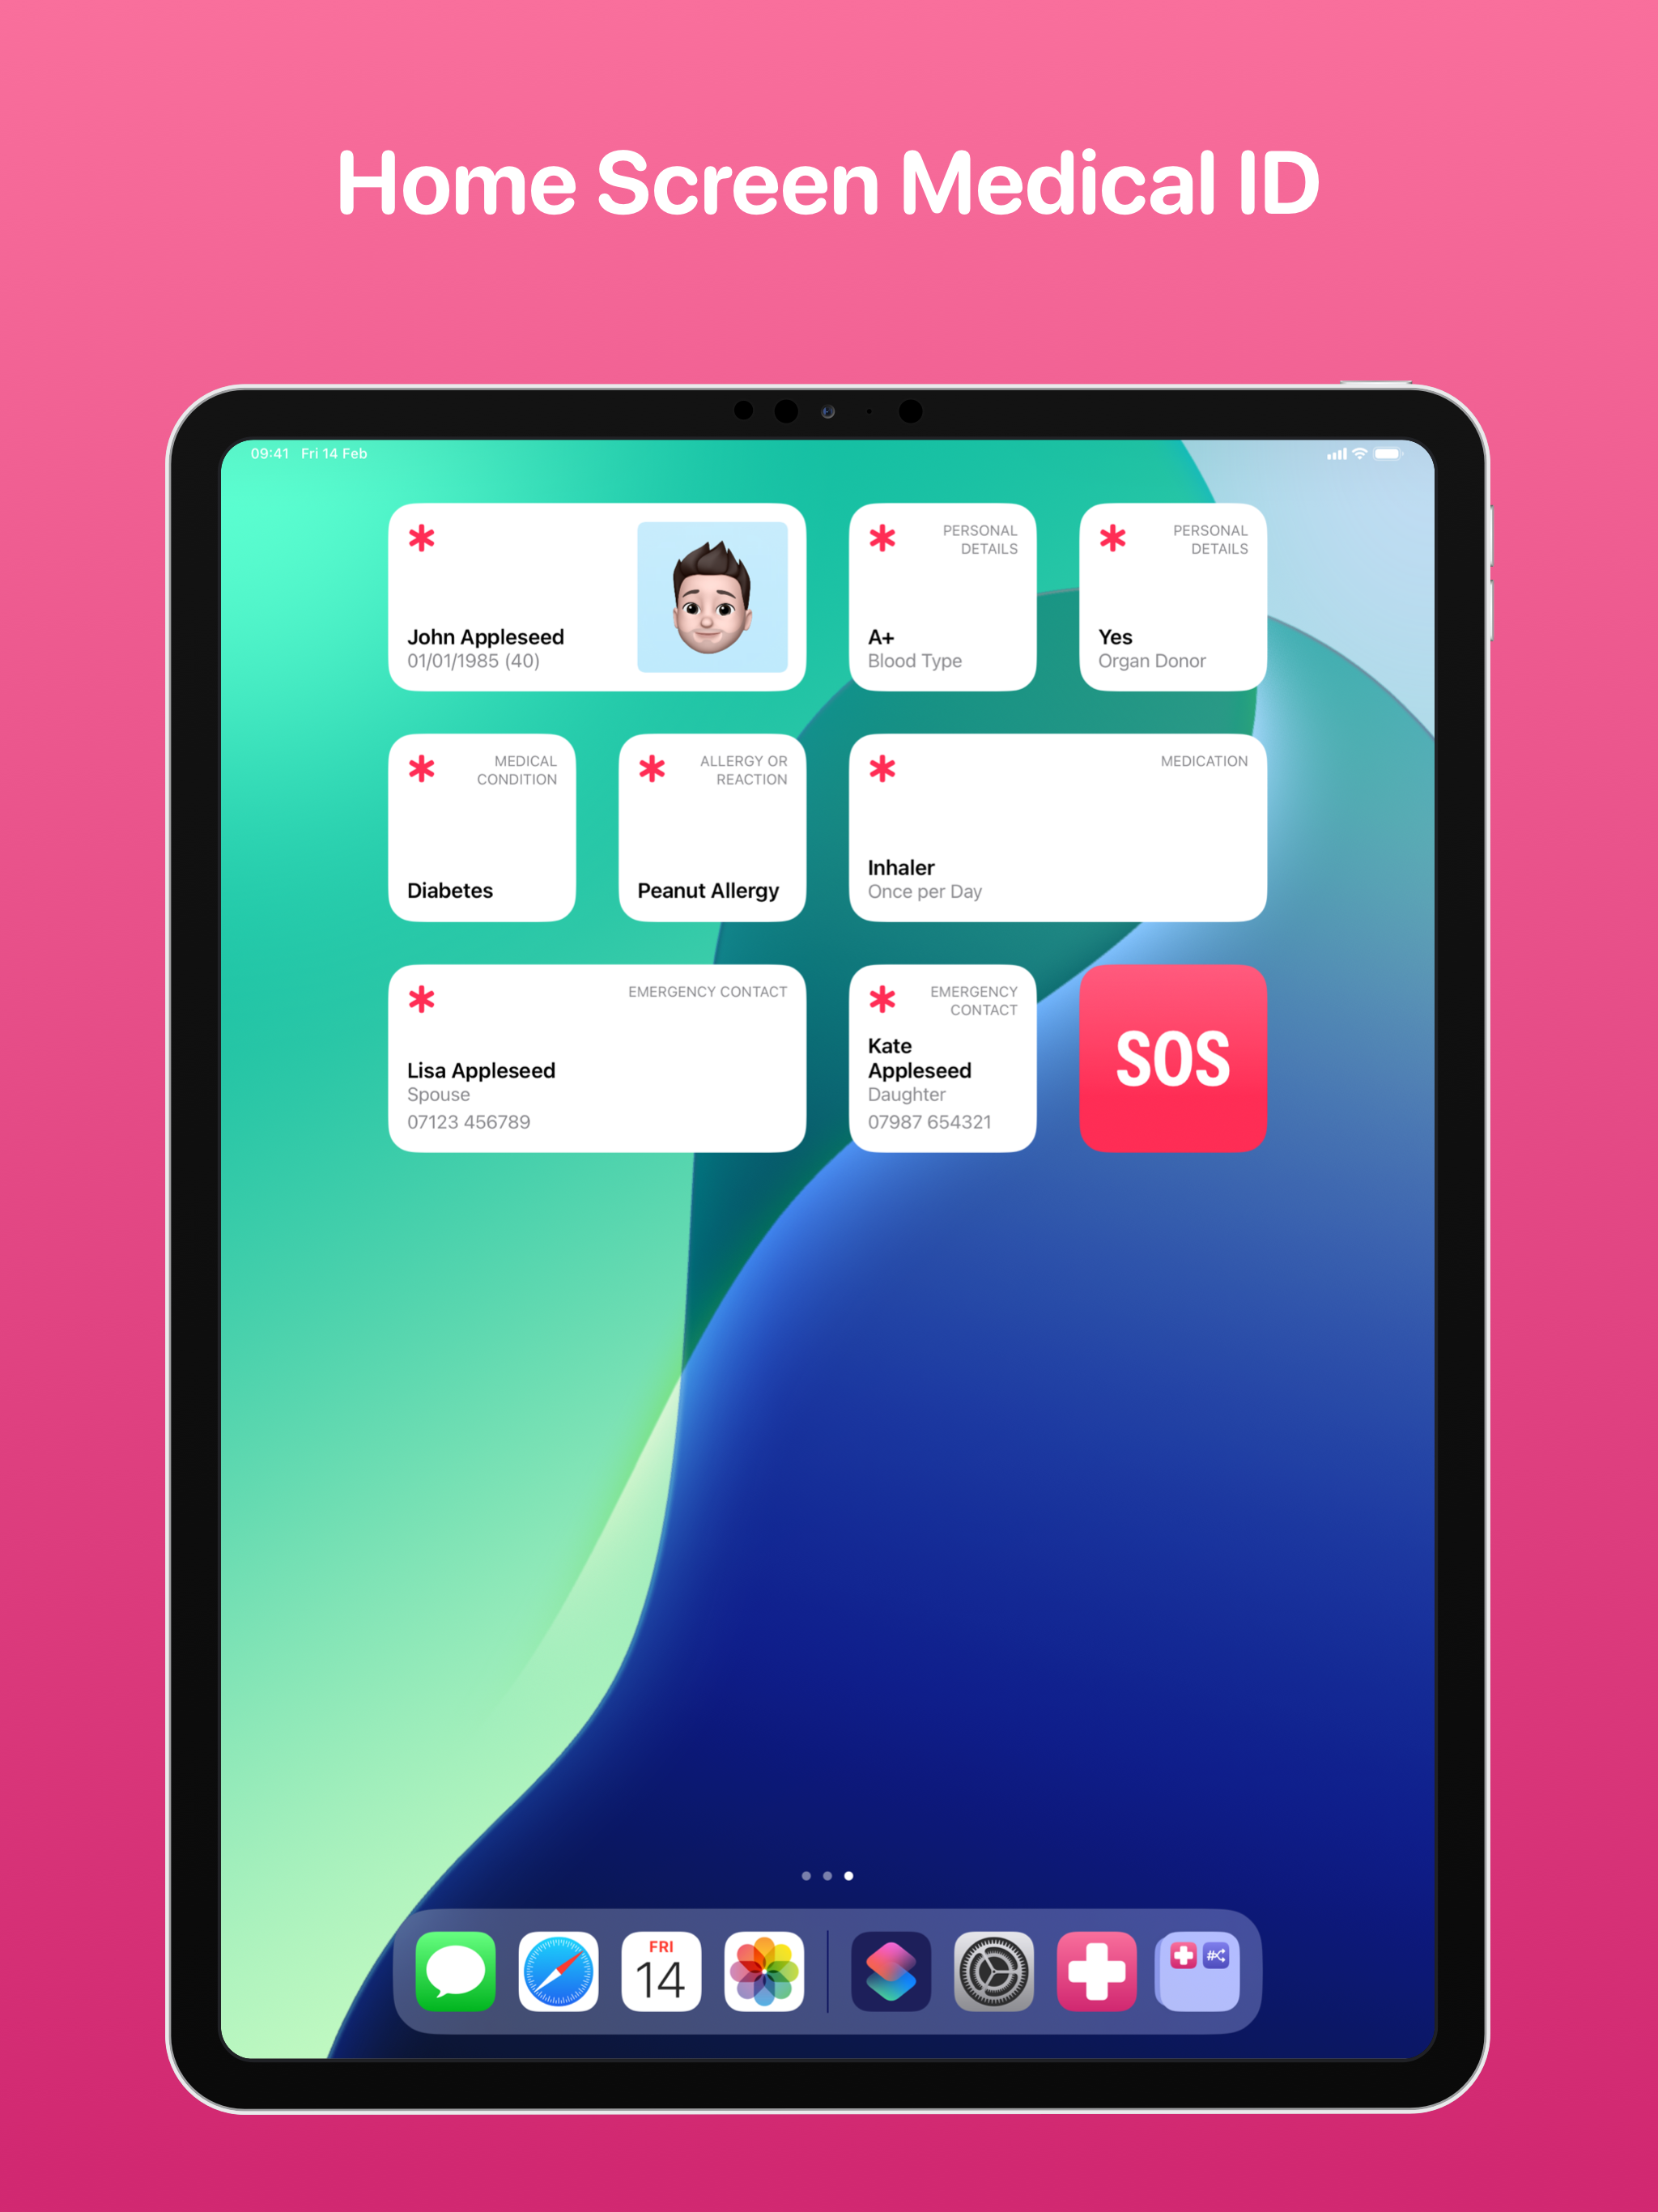 Home Screen Medical ID
09:41 Fri 14 Feb
John Appleseed
01/01/1985 (40)
PERSONAL
DETAILS
A+
Blood Type
PERSONAL
DETAILS
Yes
Organ Donor
MEDICAL
CONDITION
Diabetes
ALLERGY OR
REACTION
Peanut Allergy
MEDICATION
Inhaler
Once per Day
EMERGENCY CONTACT
Lisa Appleseed
Spouse
07123 456789
EMERGENCY
CONTACT
Kate
Appleseed
Daughter
07987 654321
SOS
FRI
14